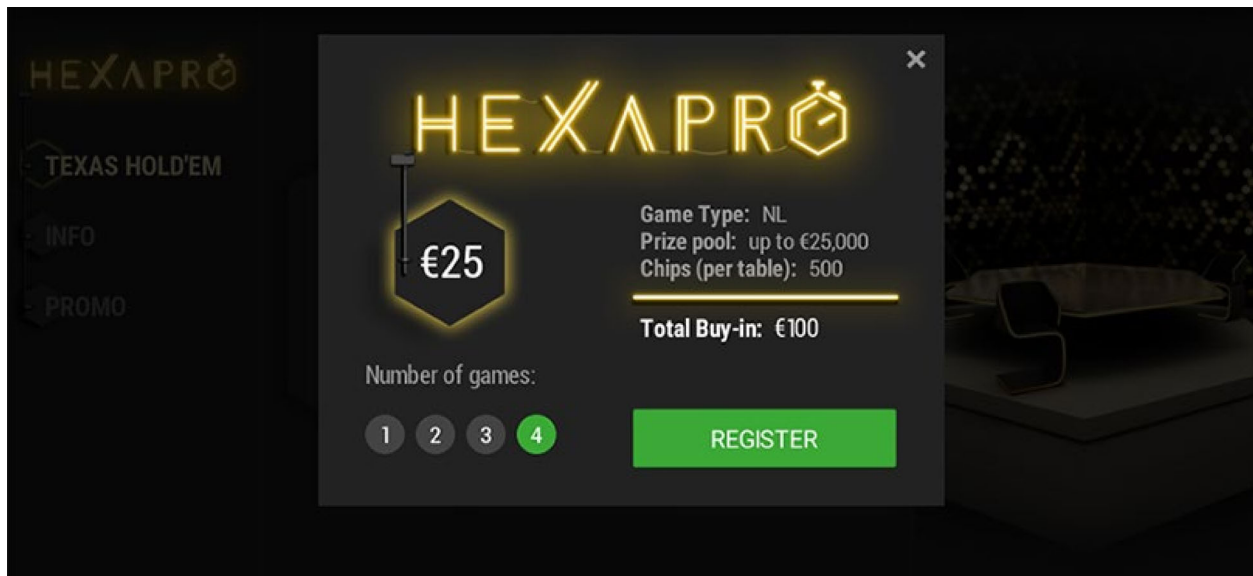 HEXAPRO
TEXAS HOLD'EM
INFO
PROMO
×
HEXAPRO
€25
Game Type: NL
Prize pool: up to €25,000
Chips (per table): 500
Total Buy-in: €100
Number of games:
1 2 3 4
REGISTER